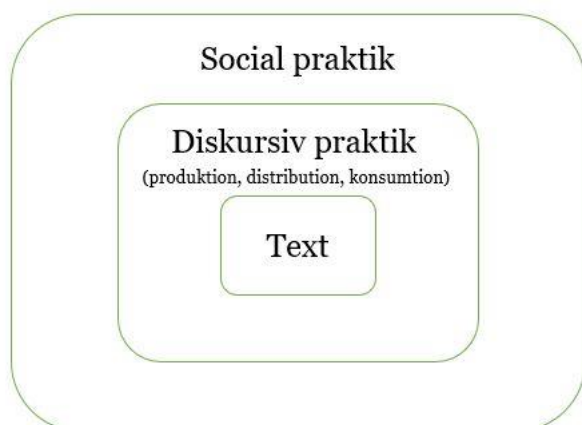 Social praktik
Diskursiv praktik
(produktion, distribution, konsumtion)
Text